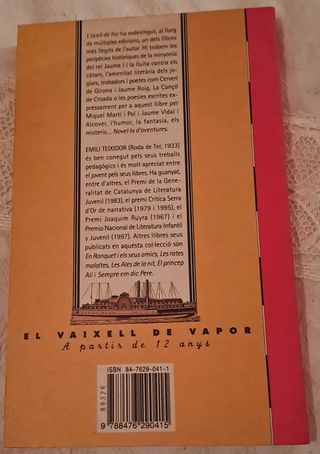 L'ocell de foc ha esdevingut, al llarg
de múltiples edicions, un dels llibres
més llegits de l'autor. Hi trobem les
peripècies històriques de la minyonia
del rei Jaume I i la lluita contra els
càtars, l'amenitat literària dels jo-
glars, trobadors i poetes com Cerverí
de Girona i Jaume Roig, La Cançó
de Croada o les poesies escrites expres-
sament per a aquest llibre per
Miquel Martí i Pol i Jaume Vidal i
Alcover, l'humor, la fantasia, els
misteris... Novel·la d'aventures.
EMILI TEIXIDOR (Roda de Ter, 1933)
és ben conegut pels seus treballs
pedagògics i és molt apreciat entre
el jovent pels seus llibres. Ha guanyat,
entre d'altres, el Premi de la Gene-
ralitat de Catalunya de Literatura
Juvenil (1983), el premi Crítica Serra
d'Or de narrativa (1979 i 1995), el
Premi Joaquim Ruyra (1967) i el
Premio Nacional de Literatura Infantil
y Juvenil (1997). Altres llibres seus
publicats en aquesta col·lecció són
En Ranquet i els seus amics, Les rates
malaltes, Les Ales de la nit, El príncep
Alí i Sempre em dic Pere.
EL VAIXELL DE VAPOR
A partir de 12 anys
ISBN 84-7629-041-1
89326
9 788476 290415